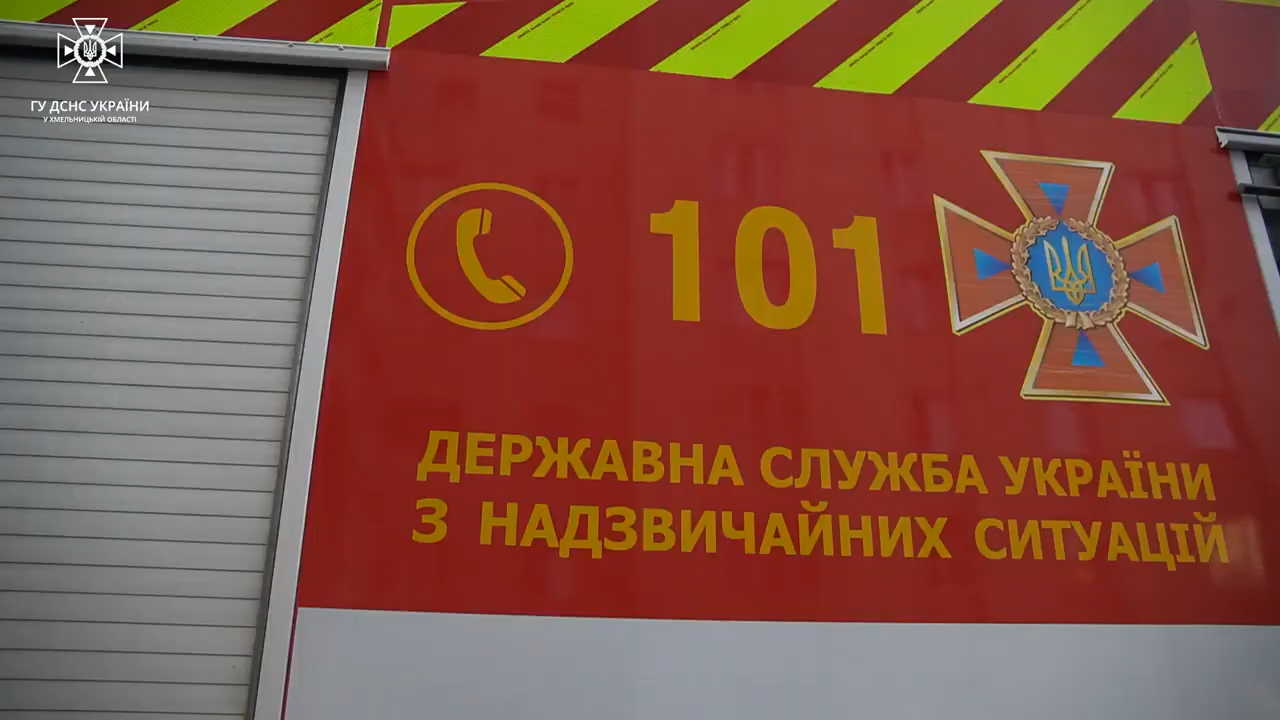 ГУ ДСНС УКРАЇНИ
У ХМЕЛЬНИЦЬКІЙ ОБЛАСТІ
101
ДЕРЖАВНА СЛУЖБА УКРАЇНИ
З НАДЗВИЧАЙНИХ СИТУАЦІЙ